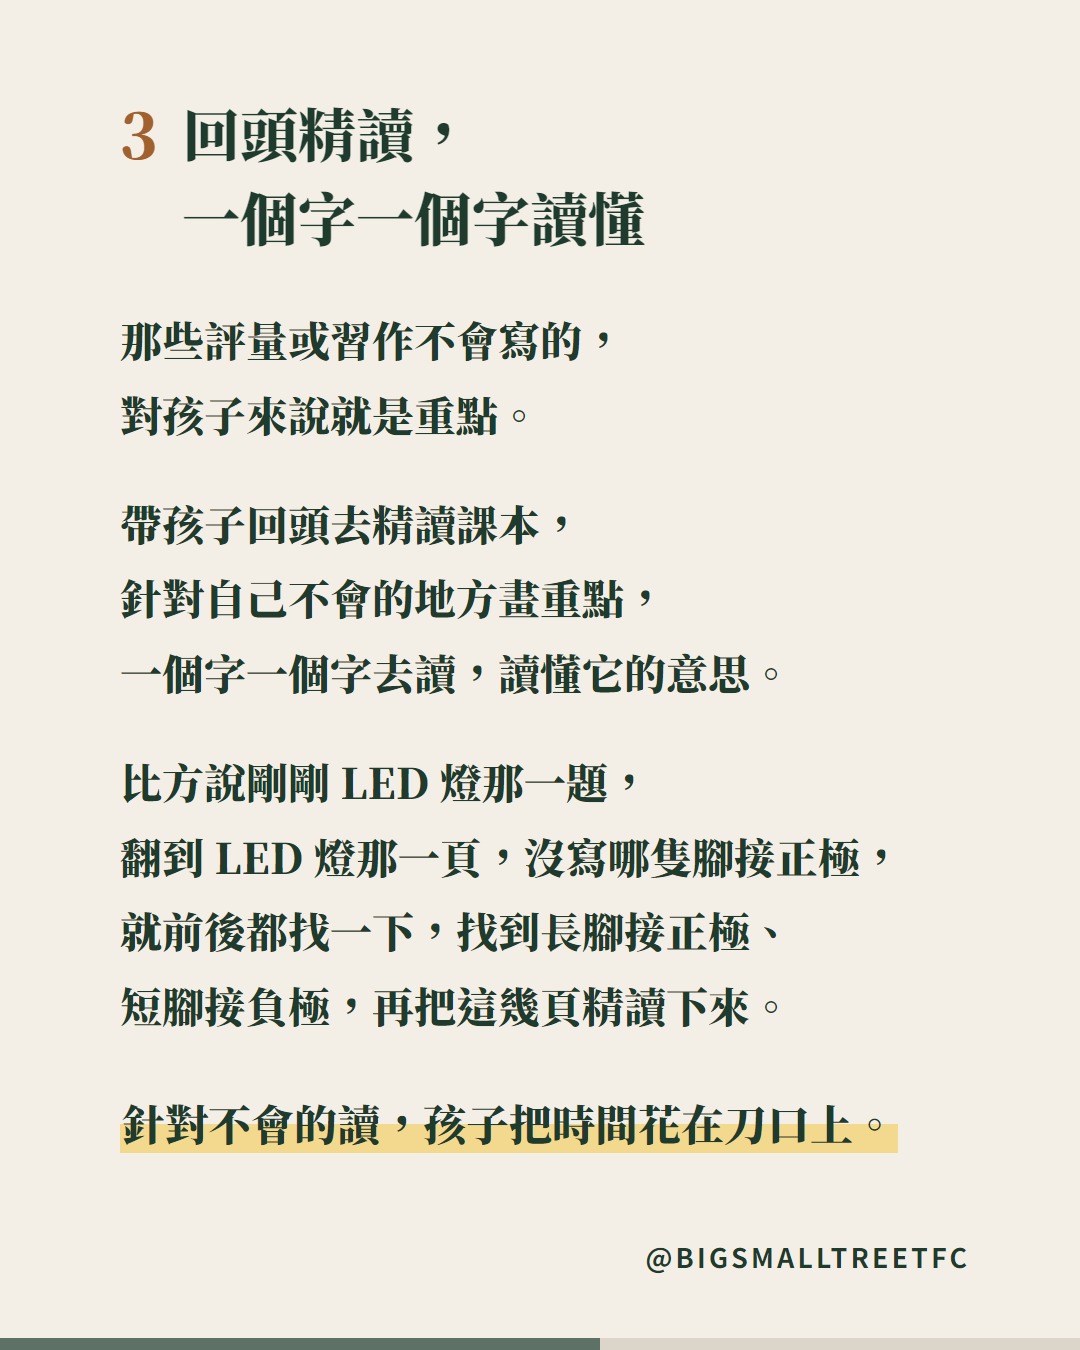 3 回頭精讀，
一個字一個字讀懂
那些評量或習作不會寫的，
對孩子來說就是重點。
帶孩子回頭去精讀課本，
針對自己不會的地方畫重點，
一個字一個字去讀，讀懂它的意思。
比方說剛剛 LED 燈那一題，
翻到 LED 燈那一頁，沒寫哪隻腳接正極，
就前後都找一下，找到長腳接正極、
短腳接負極，再把這幾頁精讀下來。
針對不會的讀，孩子把時間花在刀口上。
@BIGSMALLTREETFC